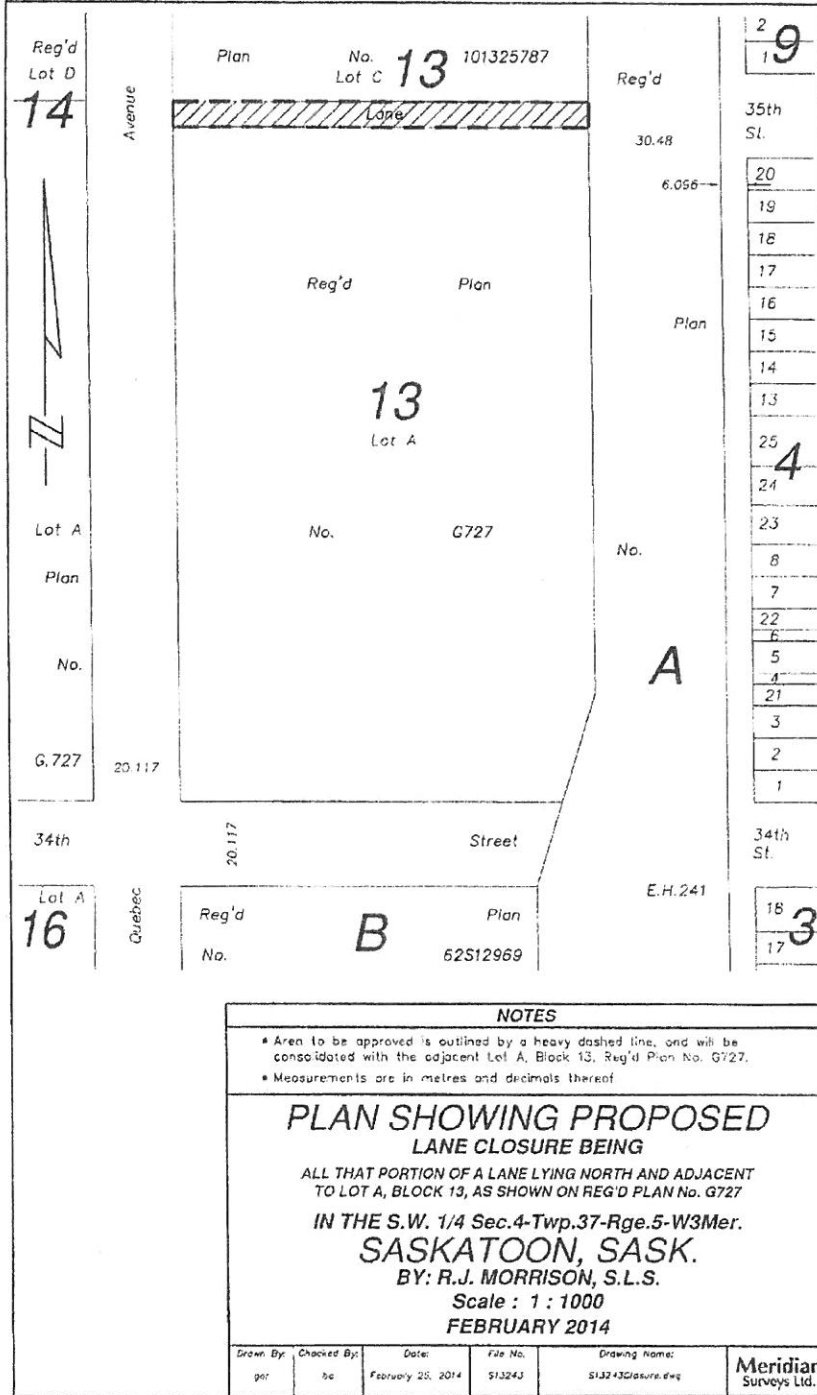 Reg'd
Lot D
14
Plan No. 13 101325787
Lot C
Avenue
Lane
Reg'd
2
1
9
35th
St.
30.48
6.096
20
19
18
17
16
15
14
13
25
4
24
23
8
7
22
6
5
4
21
3
2
1
Reg'd Plan
13
Lot A
No. G727
Plan
No.
A
N
Lot A
Plan
No.
G.727
20.117
34th
20.117
Street
34th
St.
Lot A
16
Quebec
Reg'd
No.
B
Plan
62S12969
E.H.241
18
3
17
NOTES
• Area to be approved is outlined by a heavy dashed line, and will be
consolidated with the adjacent Lot A, Block 13, Reg'd Plan No. G727.
• Measurements are in metres and decimals thereof
PLAN SHOWING PROPOSED
LANE CLOSURE BEING
ALL THAT PORTION OF A LANE LYING NORTH AND ADJACENT
TO LOT A, BLOCK 13, AS SHOWN ON REG'D PLAN No. G727
IN THE S.W. 1/4 Sec.4-Twp.37-Rge.5-W3Mer.
SASKATOON, SASK.
BY: R.J. MORRISON, S.L.S.
Scale : 1 : 1000
FEBRUARY 2014
Drawn By: Checked By: Date: File No. Drawing Name:
February 25, 2014 S13243 S13243Closure.dwg
Meridian
Surveys Ltd.